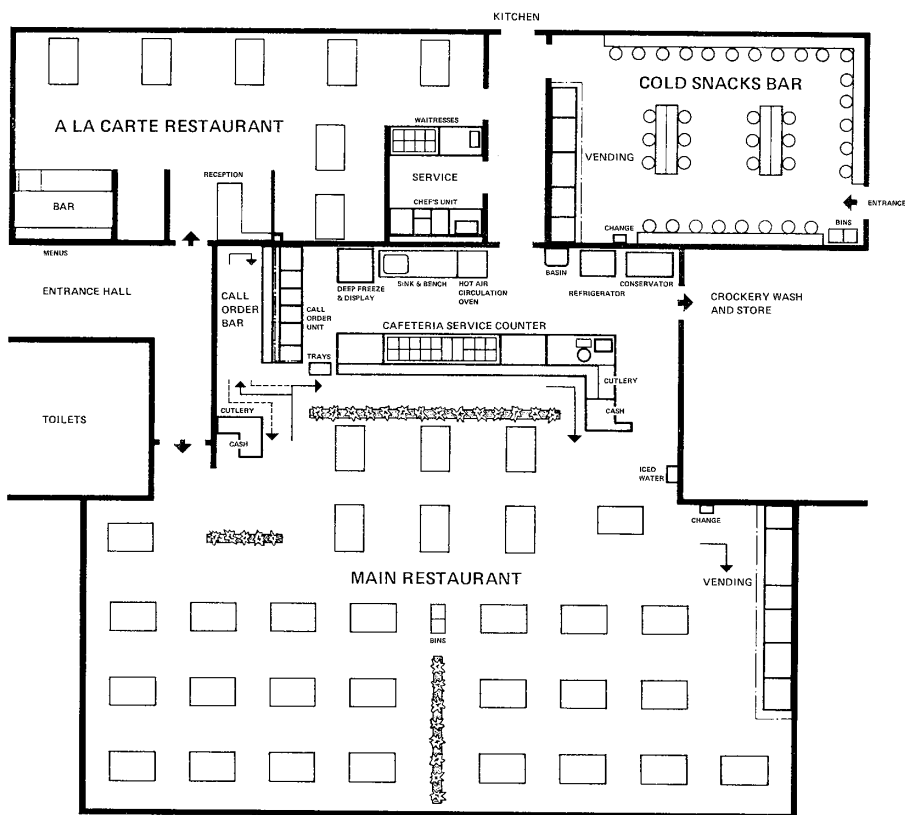 KITCHEN
COLD SNACKS BAR
A LA CARTE RESTAURANT
WAITRESSES
VENDING
RECEPTION
SERVICE
BAR
CHEF'S UNIT
ENTRANCE
BINS
CHANGE
MENUS
ENTRANCE HALL
CALL
ORDER
BAR
DEEP FREEZE
& DISPLAY
SINK & BENCH
HOT AIR
CIRCULATION
OVEN
BASIN
REFRIGERATOR
CONSERVATOR
CROCKERY WASH
AND STORE
CALL
ORDER
UNIT
CAFETERIA SERVICE COUNTER
TRAYS
CUTLERY
CASH
TOILETS
CUTLERY
CASH
ICED
WATER
CHANGE
MAIN RESTAURANT
VENDING
BINS